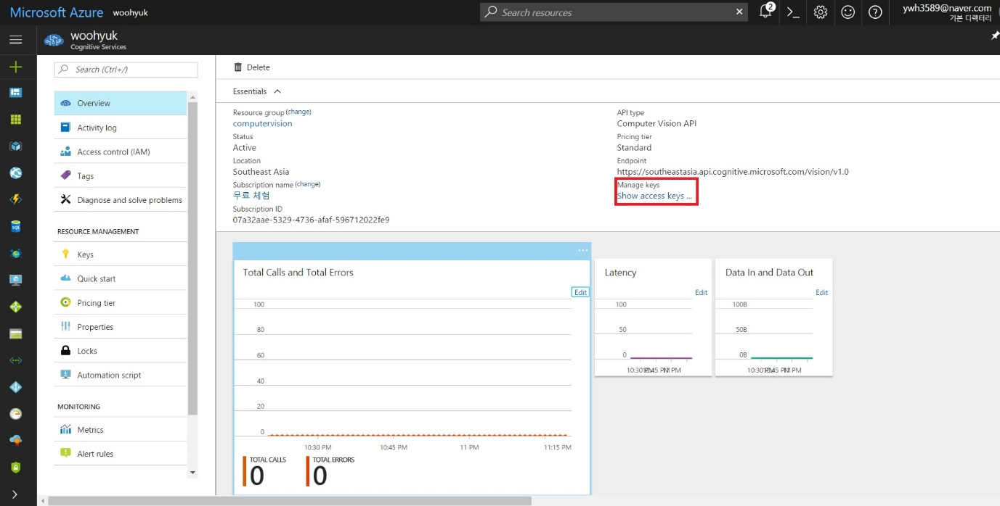 Microsoft Azure woohyuk
Search resources
2
ywh3589@naver.com
기본 디렉터리
woohyuk
Cognitive Services
Search (Ctrl+/)
Overview
Activity log
Access control (IAM)
Tags
Diagnose and solve problems
RESOURCE MANAGEMENT
Keys
Quick start
Pricing tier
Properties
Locks
Automation script
MONITORING
Metrics
Alert rules
Delete
Essentials
Resource group (change)
computervision
Status
Active
Location
Southeast Asia
Subscription name (change)
무료 체험
Subscription ID
07a32aae-5329-4736-afaf-596712022fe9
API type
Computer Vision API
Pricing tier
Standard
Endpoint
https://southeastasia.api.cognitive.microsoft.com/vision/v1.0
Manage keys
Show access keys ...
Total Calls and Total Errors
Edit
100
80
60
40
20
0
10:30 PM 10:45 PM 11 PM 11:15 PM
TOTAL CALLS TOTAL ERRORS
0 0
Latency
Edit
100
50
0
10:30 PM 10:45 PM 11 PM
Data In and Data Out
Edit
100B
50B
0B
10:30 PM 10:45 PM 11 PM